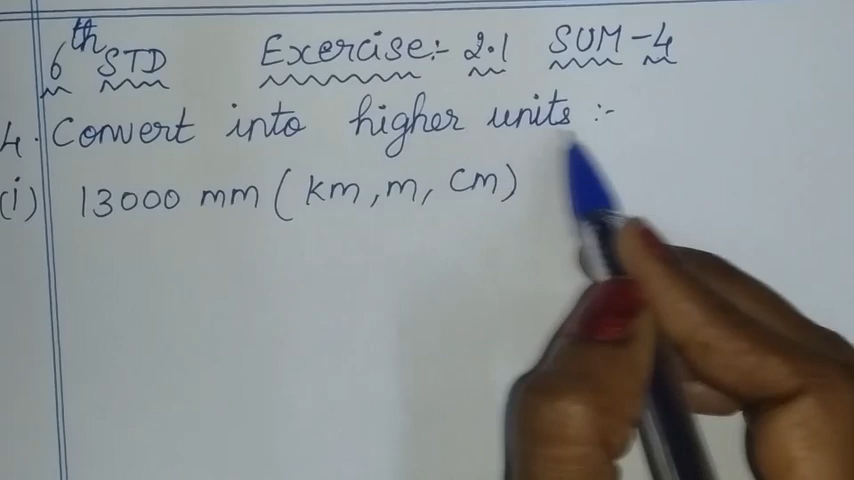 6th STD Exercise:- 2.1 SUM-4
4. Convert into higher units :-
(i) 13000 mm (km, m, cm)